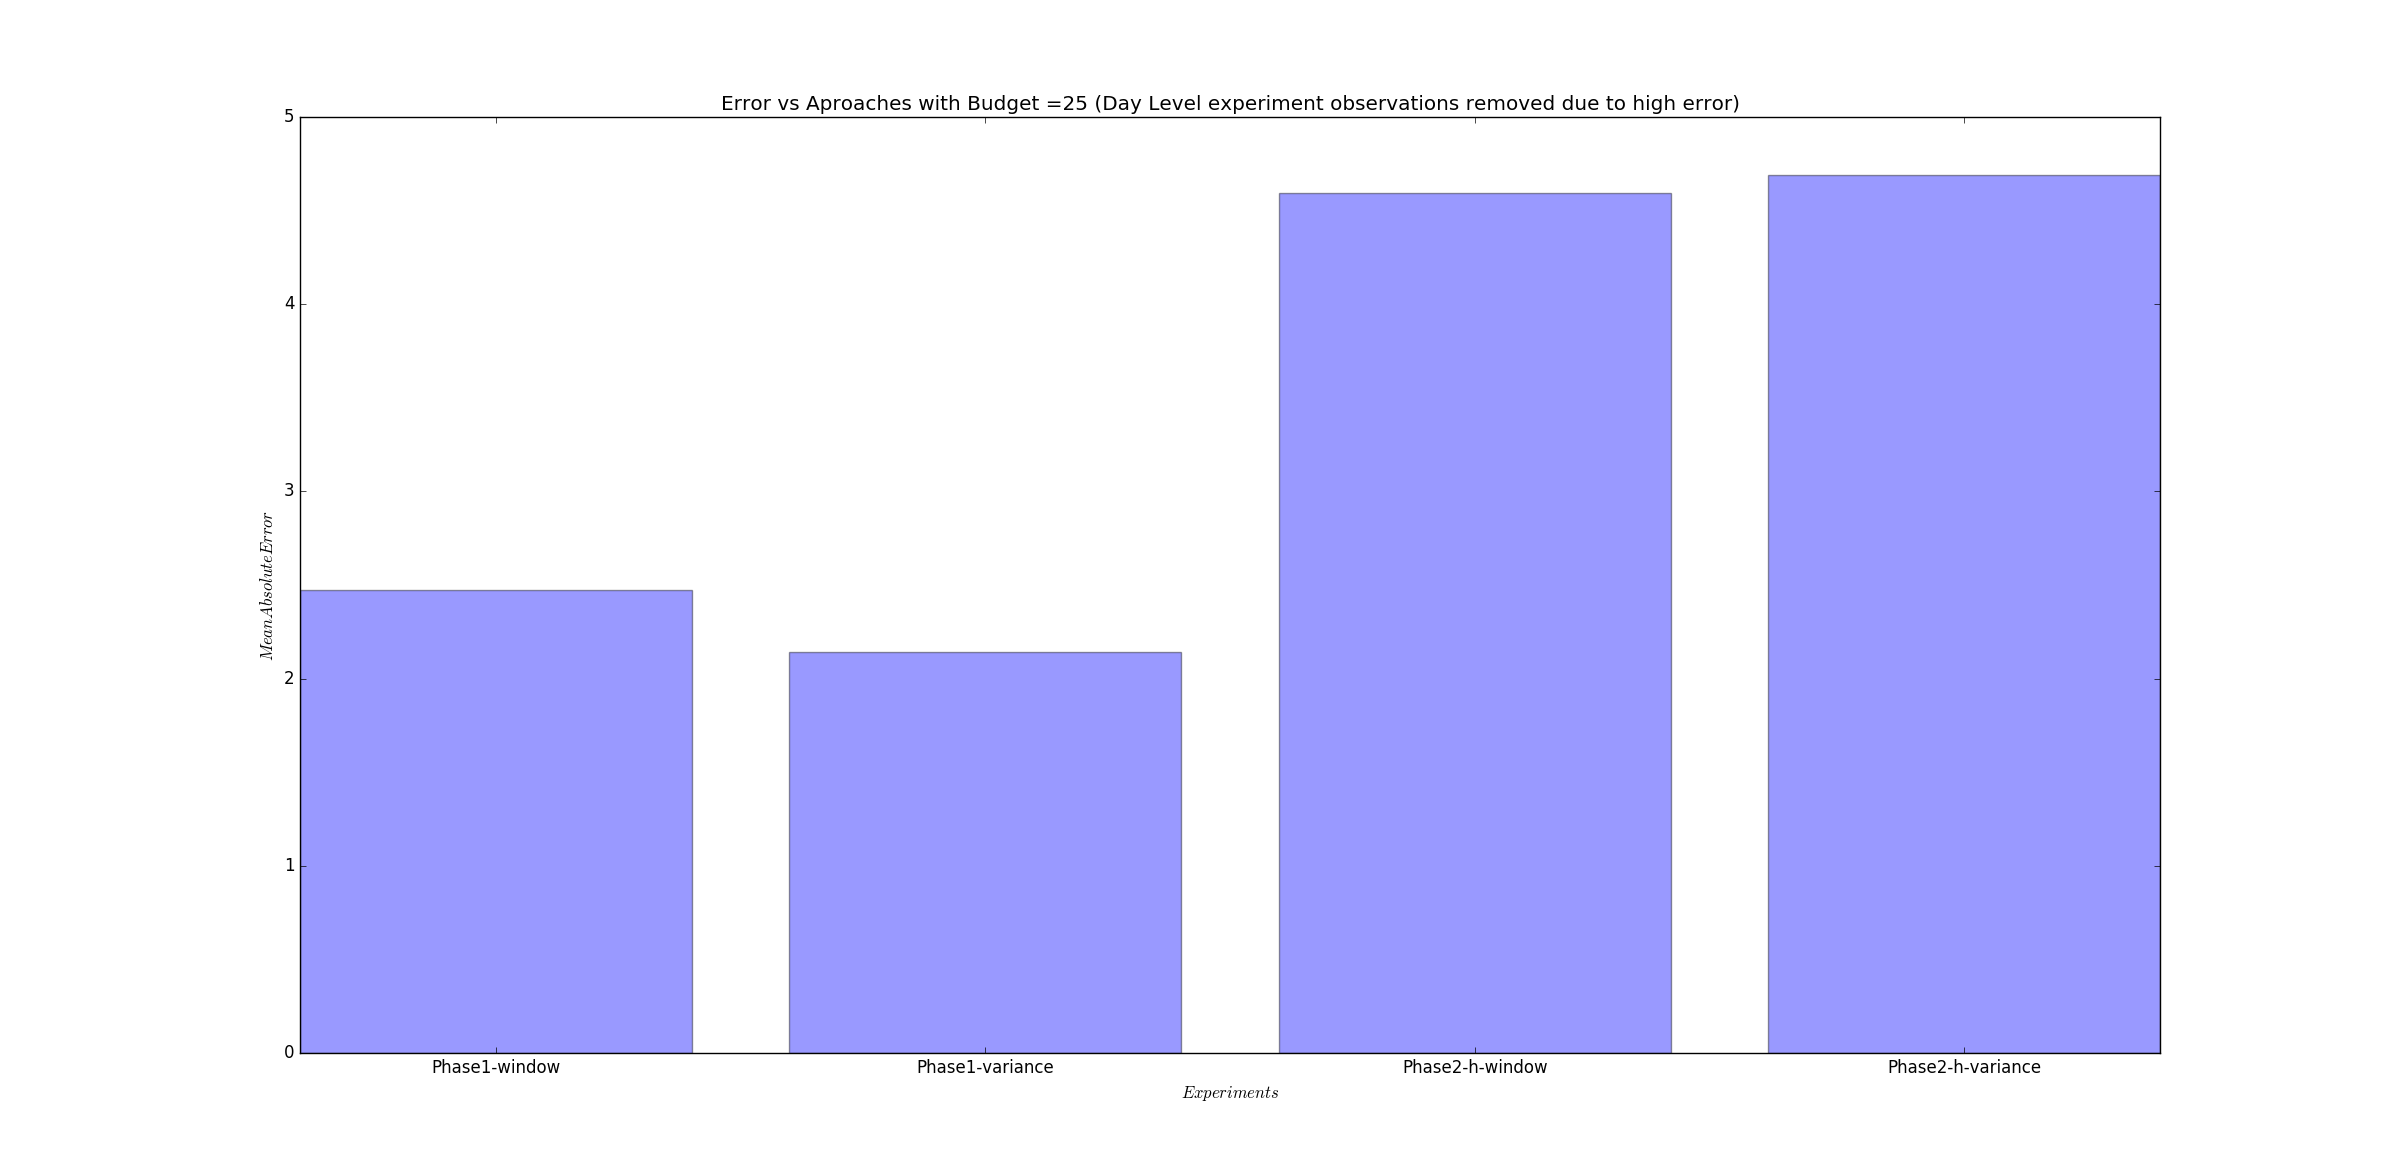 Error vs Aproaches with Budget =25 (Day Level experiment observations removed due to high error)
5
4
3
2
1
0
MeanAbsoluteError
Phase1-window Phase1-variance Phase2-h-window Phase2-h-variance
Experiments